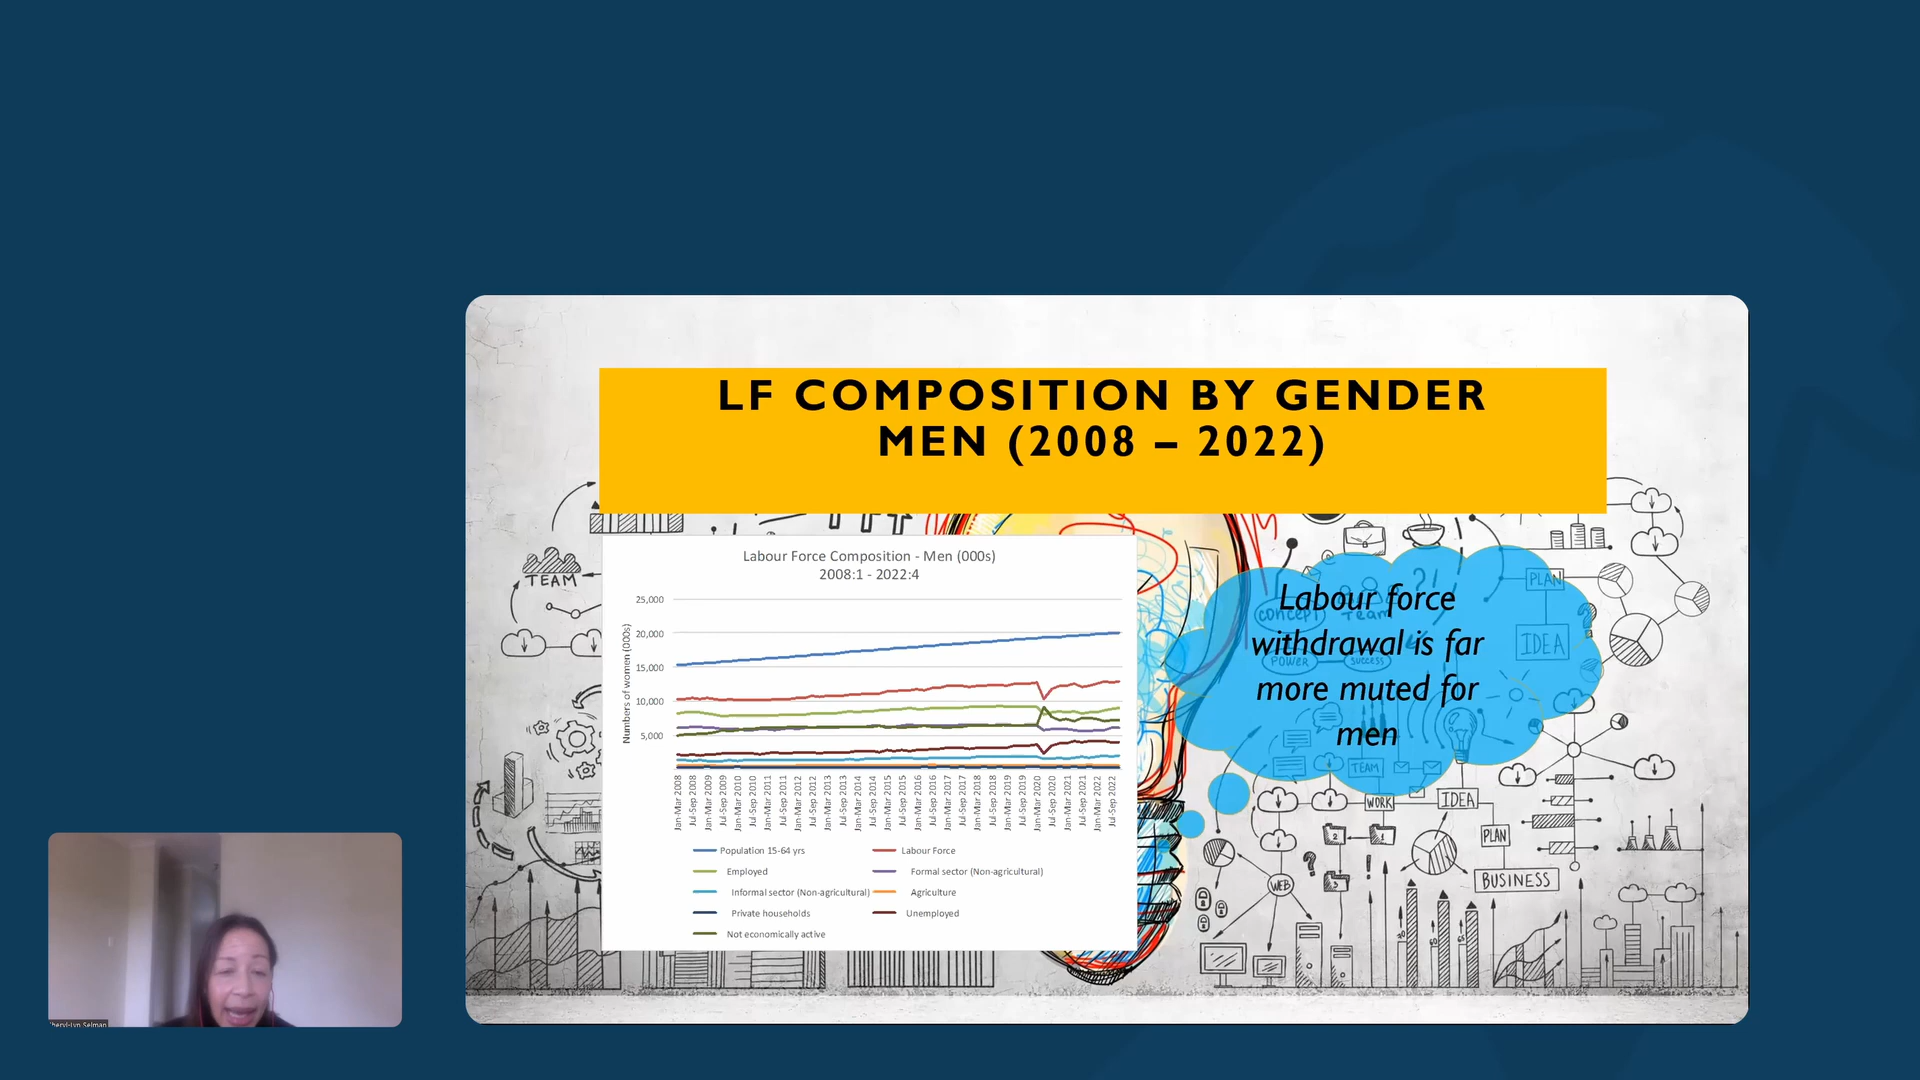 LF COMPOSITION BY GENDER
MEN (2008 – 2022)
Labour Force Composition - Men (000s)
2008:1 - 2022:4
Numbers of women (000s)
25,000
20,000
15,000
10,000
5,000
Jan-Mar 2008
Jul-Sep 2008
Jan-Mar 2009
Jul-Sep 2009
Jan-Mar 2010
Jul-Sep 2010
Jan-Mar 2011
Jul-Sep 2011
Jan-Mar 2012
Jul-Sep 2012
Jan-Mar 2013
Jul-Sep 2013
Jan-Mar 2014
Jul-Sep 2014
Jan-Mar 2015
Jul-Sep 2015
Jan-Mar 2016
Jul-Sep 2016
Jan-Mar 2017
Jul-Sep 2017
Jan-Mar 2018
Jul-Sep 2018
Jan-Mar 2019
Jul-Sep 2019
Jan-Mar 2020
Jul-Sep 2020
Jan-Mar 2021
Jul-Sep 2021
Jan-Mar 2022
Jul-Sep 2022
Population 15-64 yrs
Labour Force
Employed
Formal sector (Non-agricultural)
Informal sector (Non-agricultural)
Agriculture
Private households
Unemployed
Not economically active
Labour force
withdrawal is far
more muted for
men
TEAM
concept
Team
POWER
SUCCESS
PLAN
IDEA
TEAM
WORK
IDEA
PLAN
2
1
3
WEB
BUSINESS